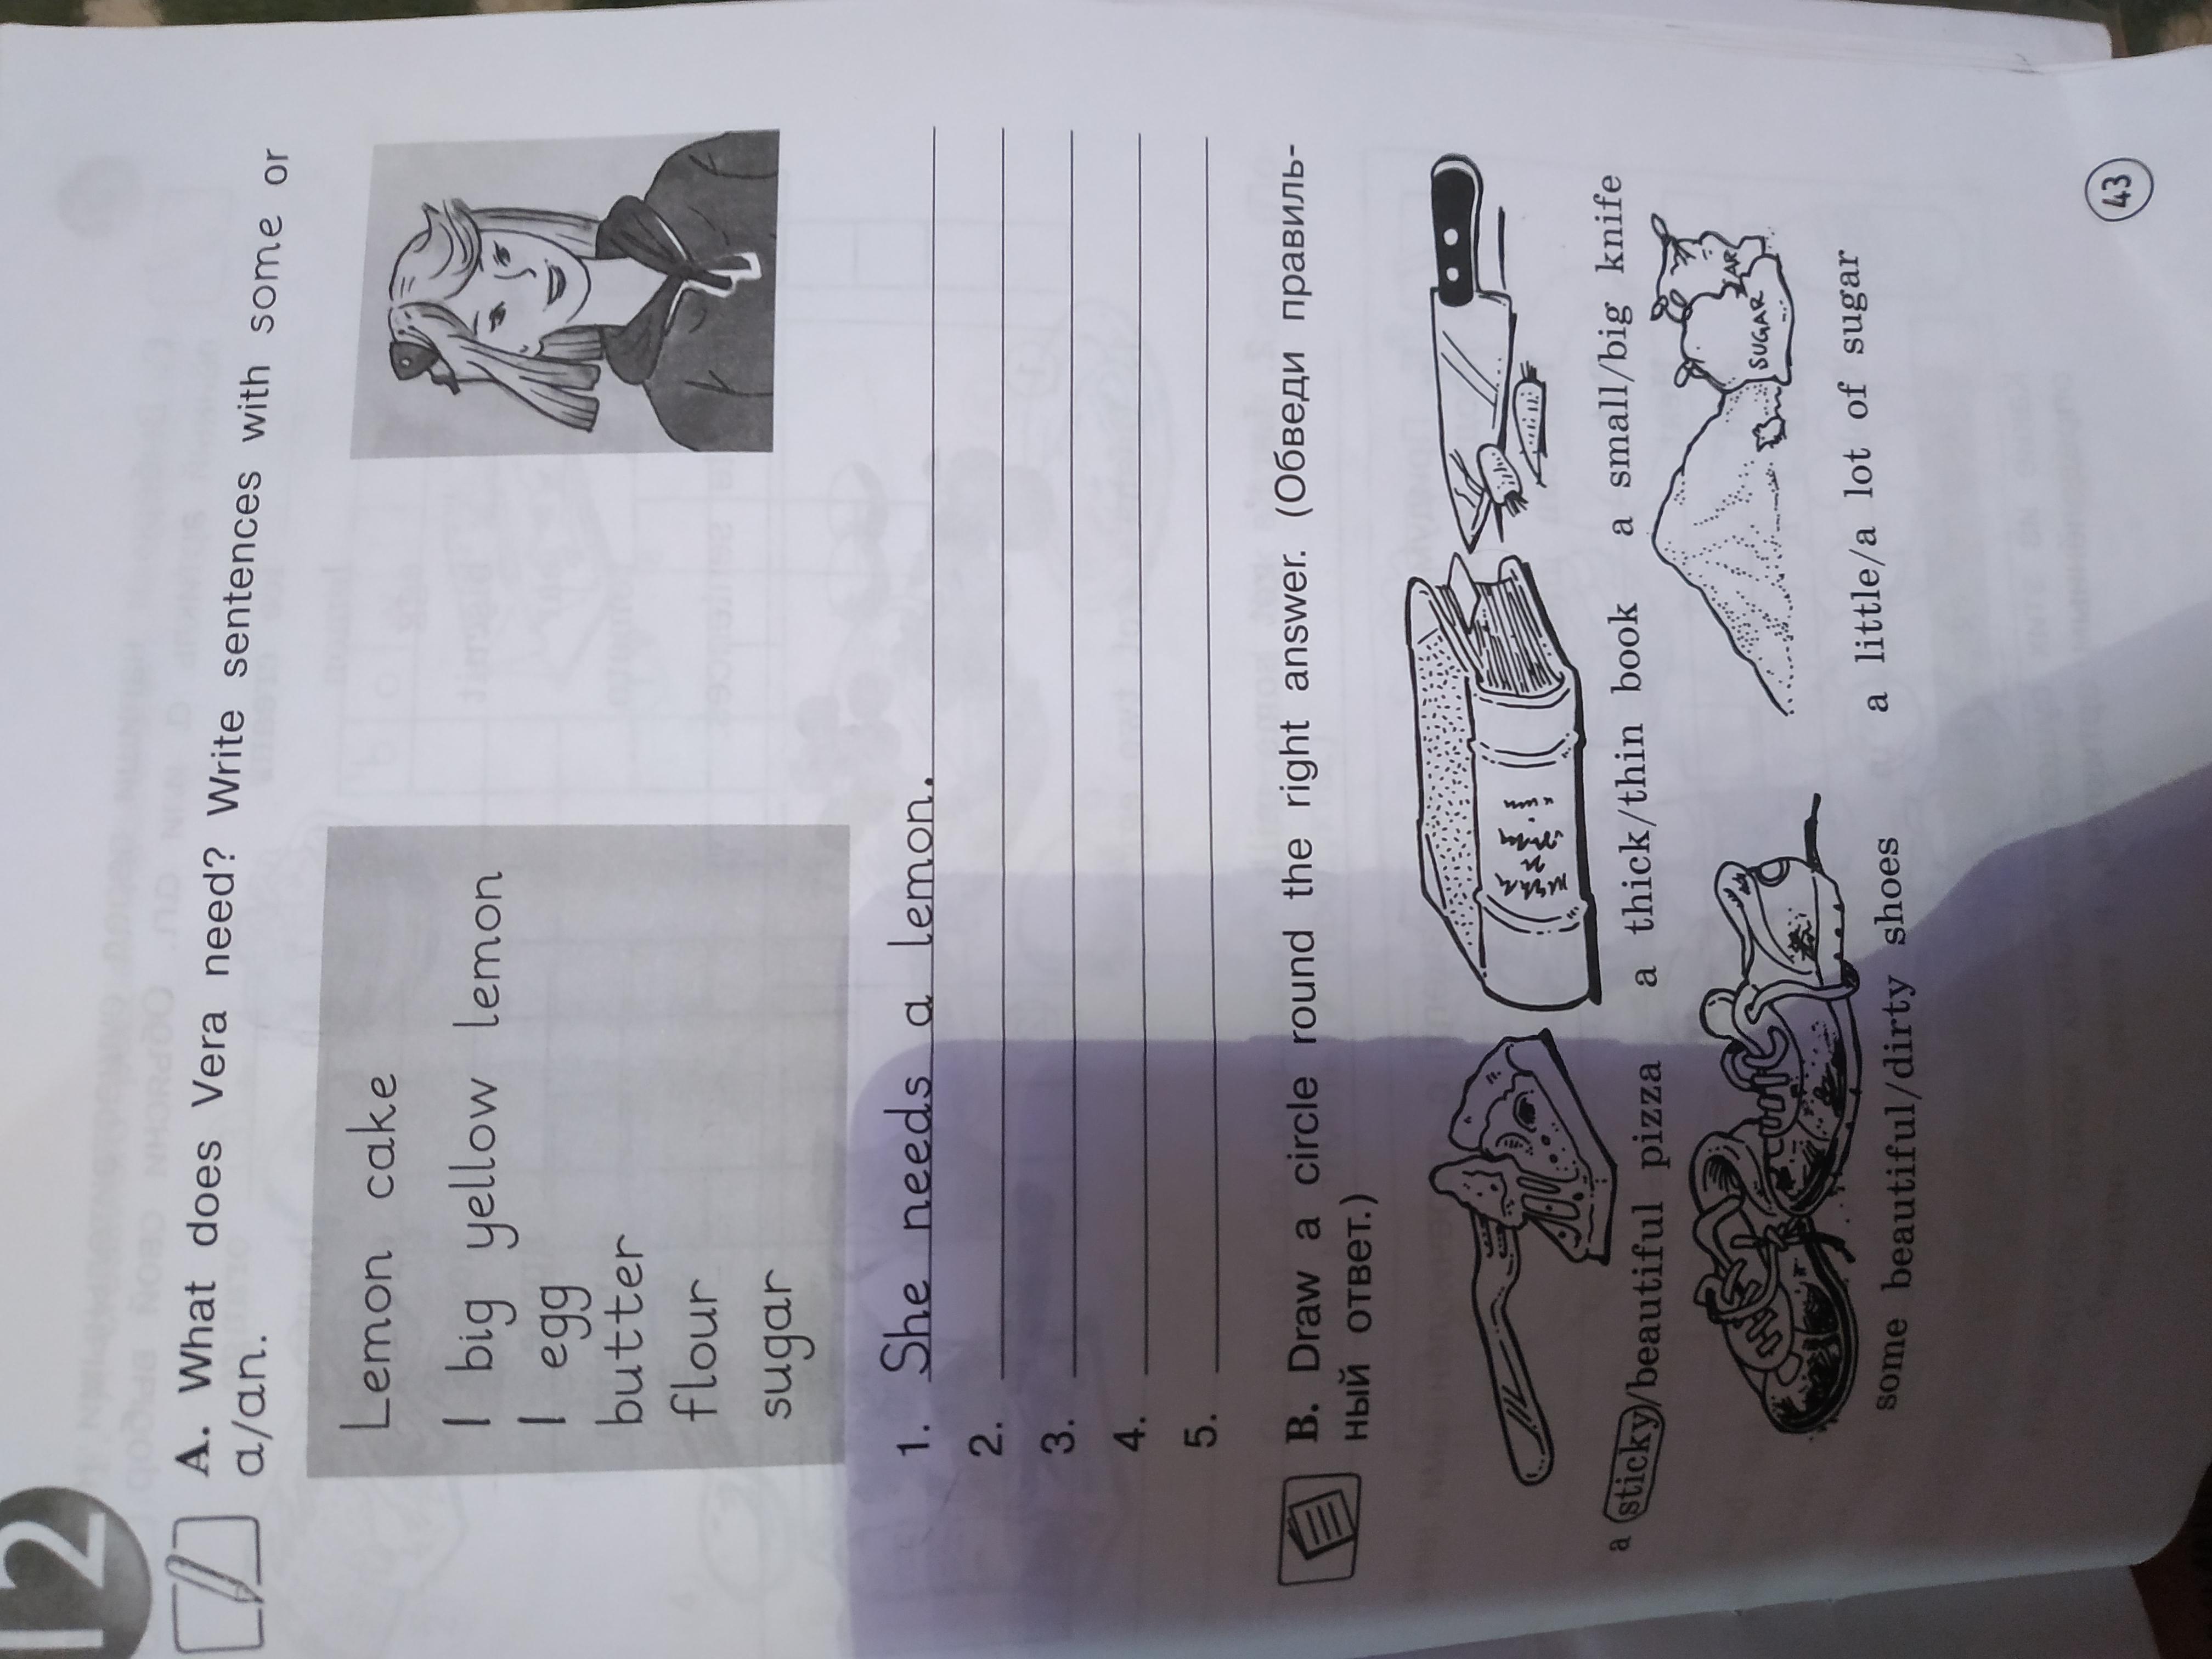 12
A. What does Vera need? Write sentences with some or
a/an.
Lemon cake
1 big yellow lemon
1 egg
butter
flour
sugar
1. She needs a lemon.
2.
3.
4.
5.
B. Draw a circle round the right answer. (Обведи правиль-
ный ответ.)
a sticky/beautiful pizza a thick/thin book a small/big knife
SUGAR
some beautiful/dirty shoes a little/a lot of sugar
43